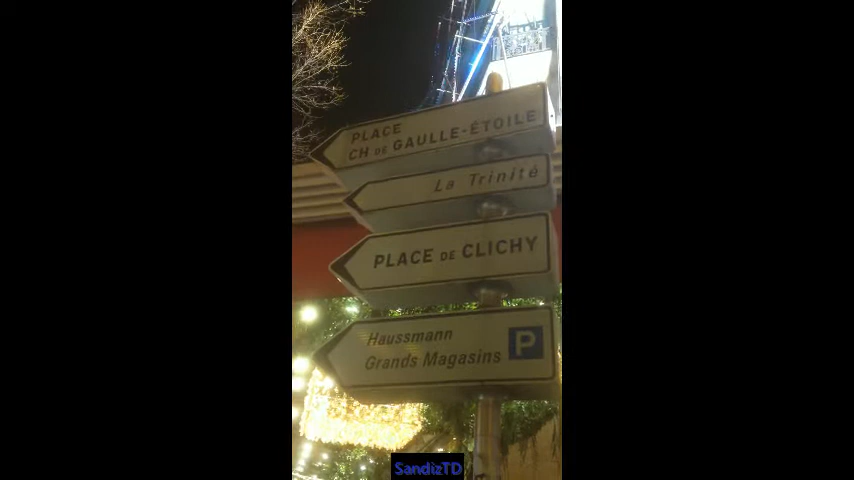 PLACE
CH DE GAULLE-ÉTOILE
La Trinité
PLACE DE CLICHY
Haussmann
Grands Magasins
P
SandizTD